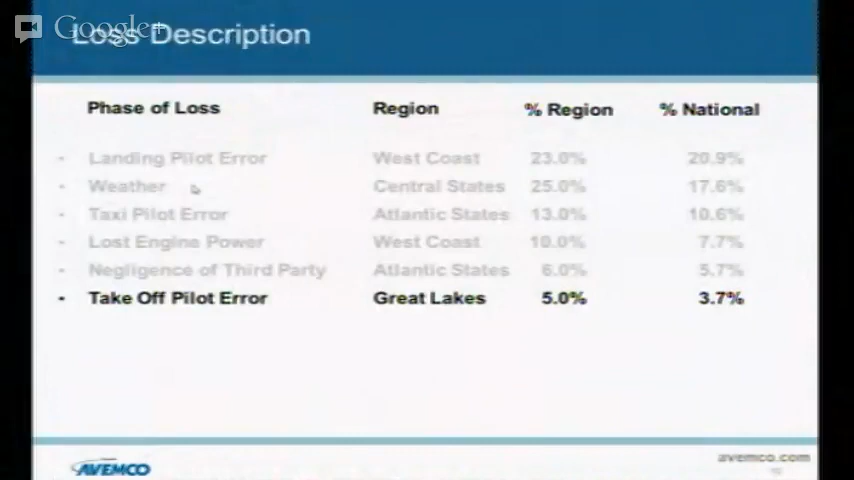 Google+
Loss Description
Phase of Loss Region % Region % National
• Landing Pilot Error West Coast 23.0% 20.9%
• Weather Central States 25.0% 17.6%
• Taxi Pilot Error Atlantic States 13.0% 10.6%
• Lost Engine Power West Coast 10.0% 7.7%
• Negligence of Third Party Atlantic States 6.0% 5.7%
• Take Off Pilot Error Great Lakes 5.0% 3.7%
AVEMCO
avemco.com